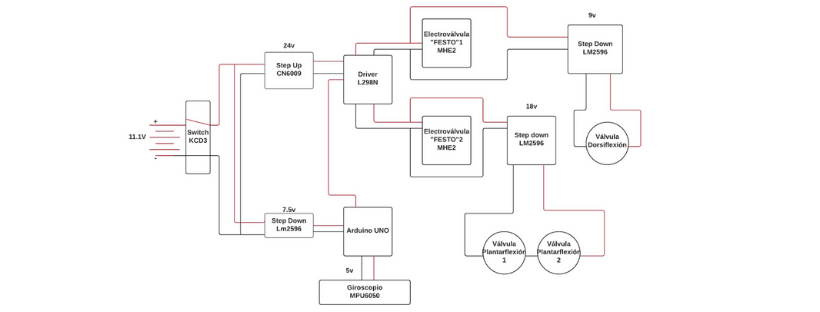 9v
Electroválvula
"FESTO"1
MHE2
Step Down
LM2596
24v
Step Up
CN6009
Driver
L298N
18v
11.1V
+
-
Switch
KCD3
Electroválvula
"FESTO"2
MHE2
Step down
LM2596
Válvula
Dorsiflexión
7.5v
Step Down
Lm2596
Arduino UNO
Válvula
Plantarflexión
1
Válvula
Plantarflexión
2
5v
Giroscopio
MPU6050